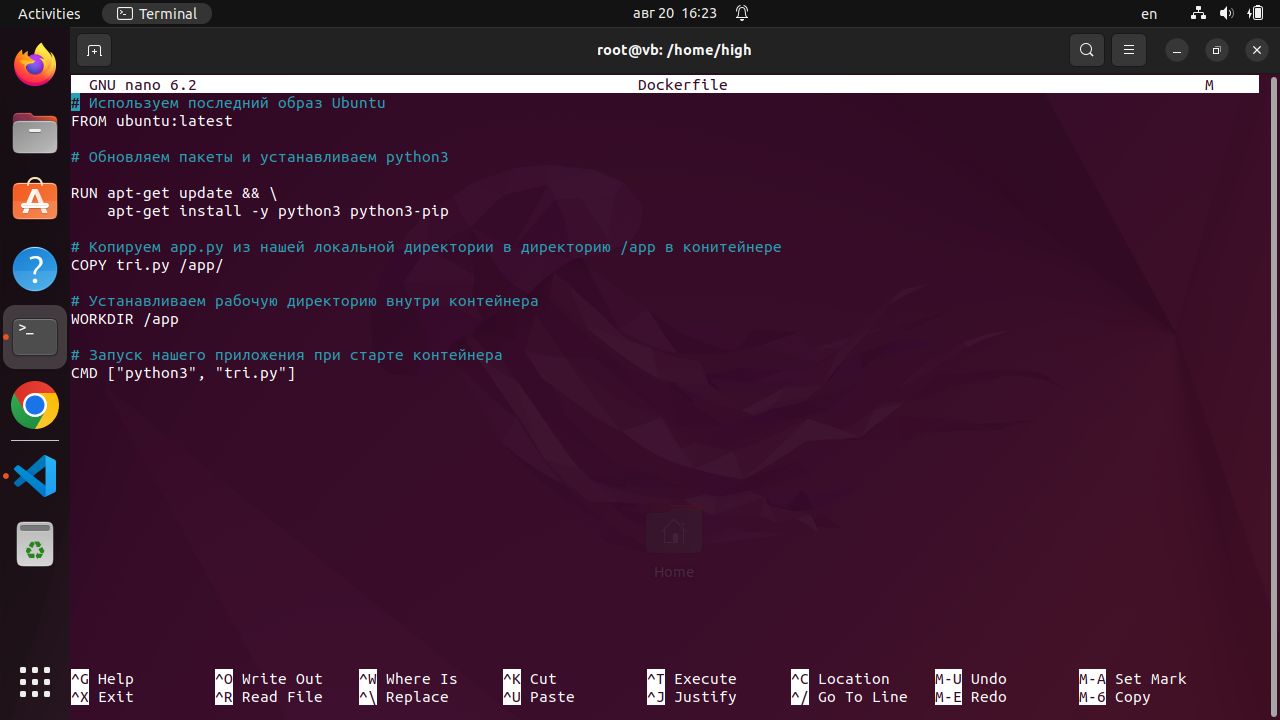 Activities
Terminal
авг 20 16:23
en
root@vb: /home/high
GNU nano 6.2 Dockerfile M
# Используем последний образ Ubuntu
FROM ubuntu:latest
# Обновляем пакеты и устанавливаем python3
RUN apt-get update && \
apt-get install -y python3 python3-pip
# Копируем app.py из нашей локальной директории в директорию /app в конитейнере
COPY tri.py /app/
# Устанавливаем рабочую директорию внутри контейнера
WORKDIR /app
# Запуск нашего приложения при старте контейнера
CMD ["python3", "tri.py"]
Home
^G Help ^O Write Out ^W Where Is ^K Cut ^T Execute ^C Location M-U Undo M-A Set Mark
^X Exit ^R Read File ^\ Replace ^U Paste ^J Justify ^/ Go To Line M-E Redo M-6 Copy